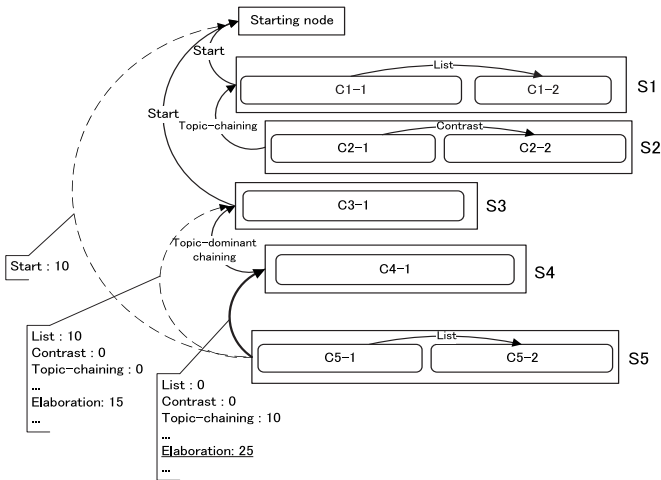 Starting node
Start
List
C1-1
C1-2
S1
Start
Topic-chaining
Contrast
C2-1
C2-2
S2
C3-1
S3
Topic-dominant
chaining
C4-1
S4
Start : 10
List : 10
Contrast : 0
Topic-chaining : 0
...
Elaboration: 15
...
List
C5-1
C5-2
S5
List : 0
Contrast : 0
Topic-chaining : 10
...
Elaboration: 25
...